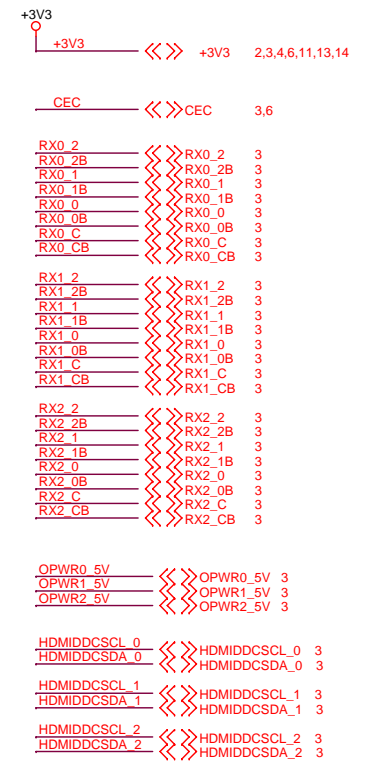 +3V3
+3V3 +3V3 2,3,4,6,11,13,14
CEC CEC 3,6
RX0_2 RX0_2 3
RX0_2B RX0_2B 3
RX0_1 RX0_1 3
RX0_1B RX0_1B 3
RX0_0 RX0_0 3
RX0_0B RX0_0B 3
RX0_C RX0_C 3
RX0_CB RX0_CB 3
RX1_2 RX1_2 3
RX1_2B RX1_2B 3
RX1_1 RX1_1 3
RX1_1B RX1_1B 3
RX1_0 RX1_0 3
RX1_0B RX1_0B 3
RX1_C RX1_C 3
RX1_CB RX1_CB 3
RX2_2 RX2_2 3
RX2_2B RX2_2B 3
RX2_1 RX2_1 3
RX2_1B RX2_1B 3
RX2_0 RX2_0 3
RX2_0B RX2_0B 3
RX2_C RX2_C 3
RX2_CB RX2_CB 3
OPWR0_5V OPWR0_5V 3
OPWR1_5V OPWR1_5V 3
OPWR2_5V OPWR2_5V 3
HDMIDDCSCL_0 HDMIDDCSCL_0 3
HDMIDDCSDA_0 HDMIDDCSDA_0 3
HDMIDDCSCL_1 HDMIDDCSCL_1 3
HDMIDDCSDA_1 HDMIDDCSDA_1 3
HDMIDDCSCL_2 HDMIDDCSCL_2 3
HDMIDDCSDA_2 HDMIDDCSDA_2 3